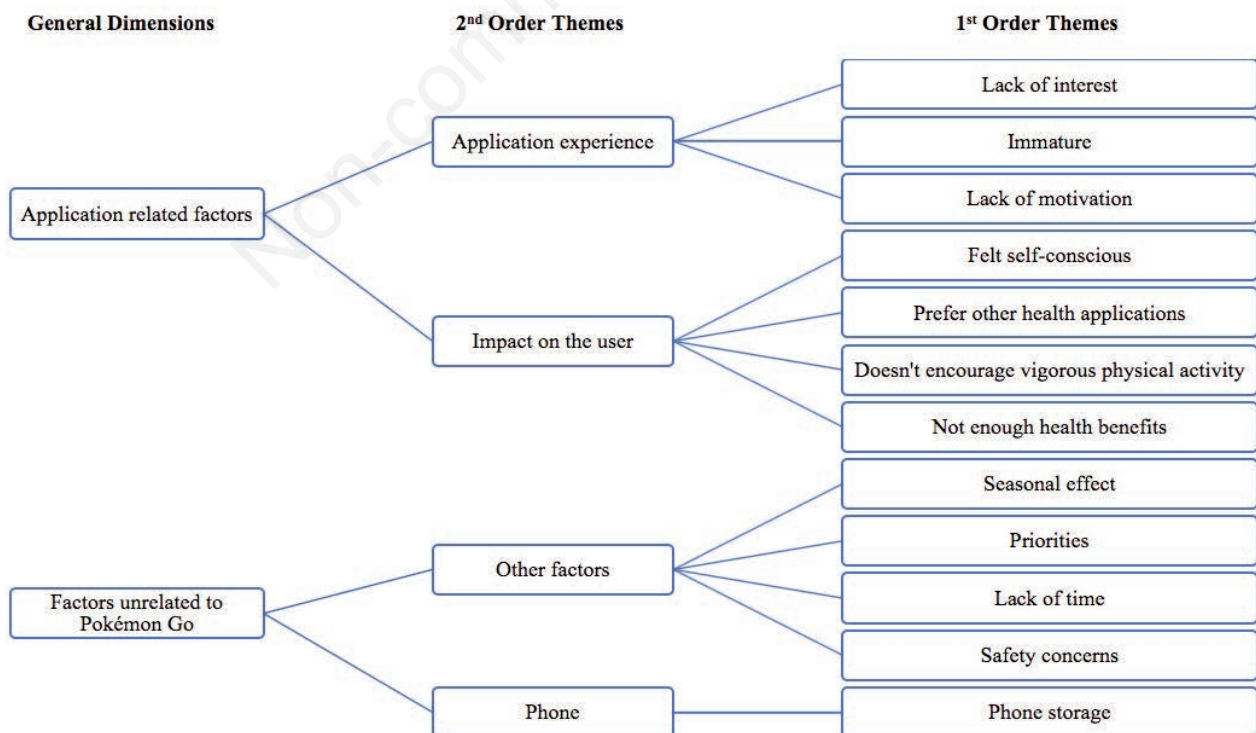 General Dimensions
2nd Order Themes
1st Order Themes
Lack of interest
Application experience
Immature
Lack of motivation
Application related factors
Felt self-conscious
Prefer other health applications
Impact on the user
Doesn't encourage vigorous physical activity
Not enough health benefits
Seasonal effect
Priorities
Other factors
Lack of time
Factors unrelated to
Pokémon Go
Safety concerns
Phone
Phone storage